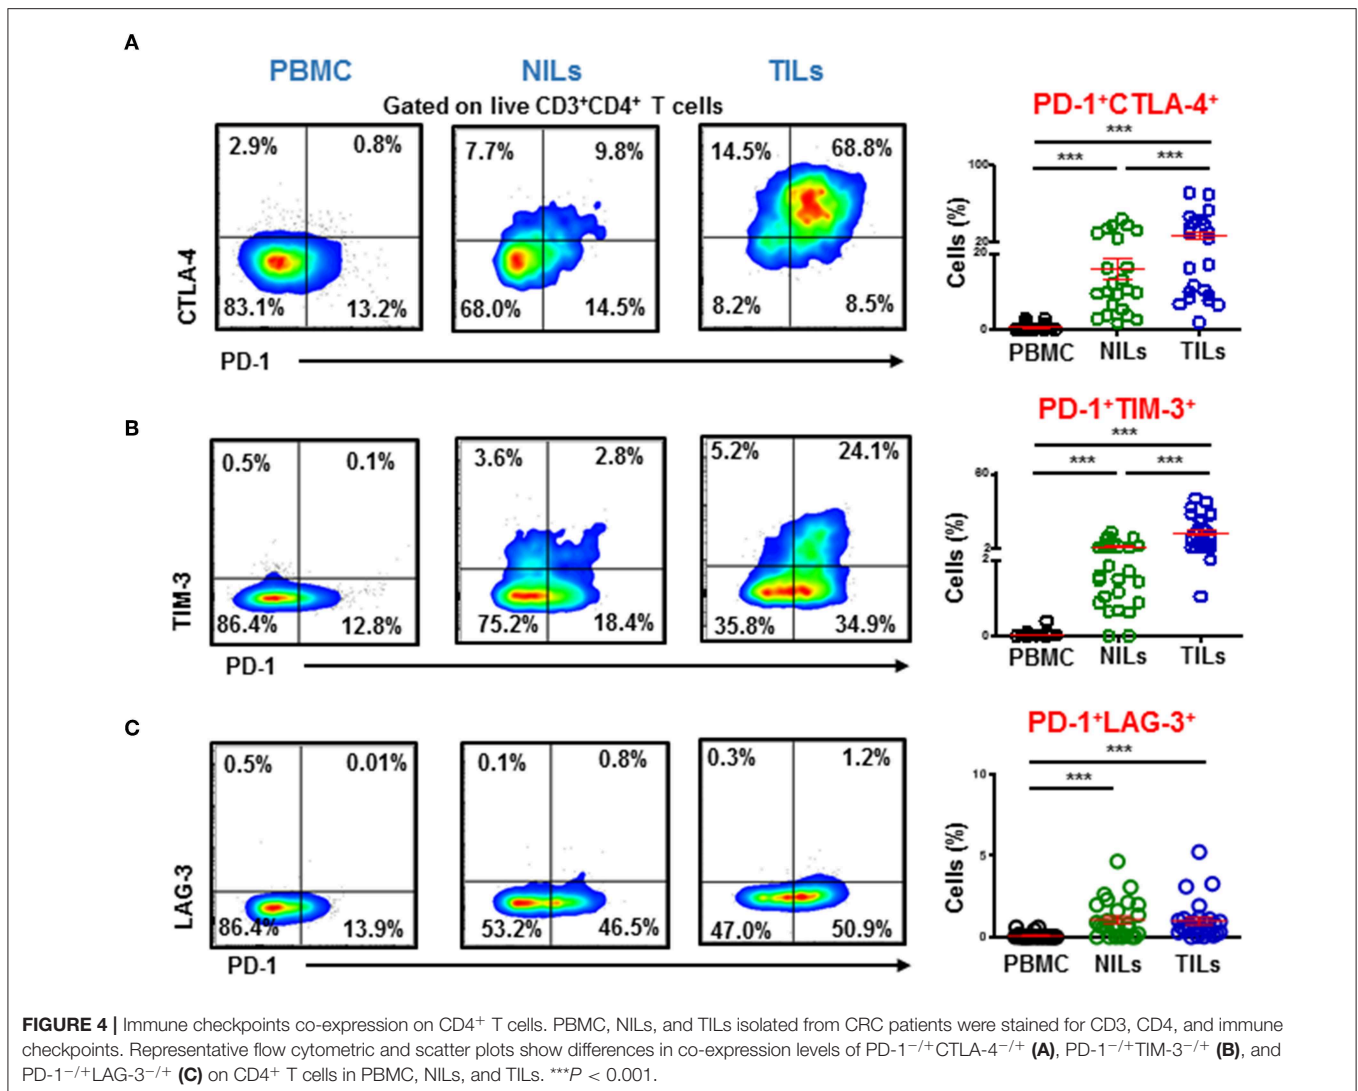 A
PBMC NILs TILs
Gated on live CD3⁺CD4⁺ T cells
PD-1⁺CTLA-4⁺
***
*** ***
2.9% 0.8%
83.1% 13.2%
7.7% 9.8%
68.0% 14.5%
14.5% 68.8%
8.2% 8.5%
CTLA-4
PD-1
Cells (%)
100
20
20
0
PBMC NILs TILs
B
PD-1⁺TIM-3⁺
***
*** ***
0.5% 0.1%
86.4% 12.8%
3.6% 2.8%
75.2% 18.4%
5.2% 24.1%
35.8% 34.9%
TIM-3
PD-1
Cells (%)
60
2
2
0
PBMC NILs TILs
C
PD-1⁺LAG-3⁺
***
***
0.5% 0.01%
86.4% 13.9%
0.1% 0.8%
53.2% 46.5%
0.3% 1.2%
47.0% 50.9%
LAG-3
PD-1
Cells (%)
10
5
0
PBMC NILs TILs
FIGURE 4 | Immune checkpoints co-expression on CD4⁺ T cells. PBMC, NILs, and TILs isolated from CRC patients were stained for CD3, CD4, and immune
checkpoints. Representative flow cytometric and scatter plots show differences in co-expression levels of PD-1⁻/⁺CTLA-4⁻/⁺ (A), PD-1⁻/⁺TIM-3⁻/⁺ (B), and
PD-1⁻/⁺LAG-3⁻/⁺ (C) on CD4⁺ T cells in PBMC, NILs, and TILs. ***P < 0.001.